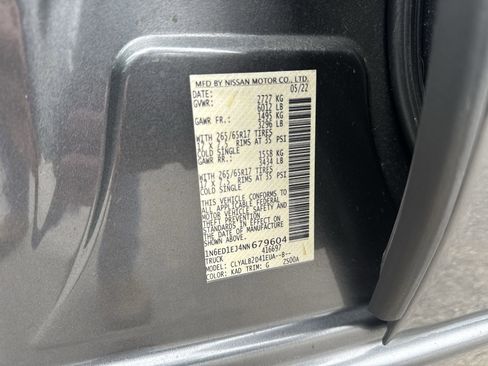 MFD BY NISSAN MOTOR CO., LTD.
DATE: 05/22
GVWR: 2727 KG
6012 LB
GAWR FR.: 1495 KG
3296 LB
WITH 265/65R17 TIRES
17 X 7.5 RIMS AT 35 PSI
COLD SINGLE
GAWR RR.: 1558 KG
3434 LB
WITH 265/65R17 TIRES
17 X 7.5 RIMS AT 35 PSI
COLD SINGLE
THIS VEHICLE CONFORMS TO
ALL APPLICABLE FEDERAL
MOTOR VEHICLE SAFETY AND
THEFT PREVENTION STANDARDS
IN EFFECT ON THE DATE OF
MANUFACTURE SHOWN ABOVE.
1N6ED1EJ4NN 679604
TRUCK 416697
MODEL: CLYALB2D41EUA--B--
COLOR: KAD TRIM: G 2S00A